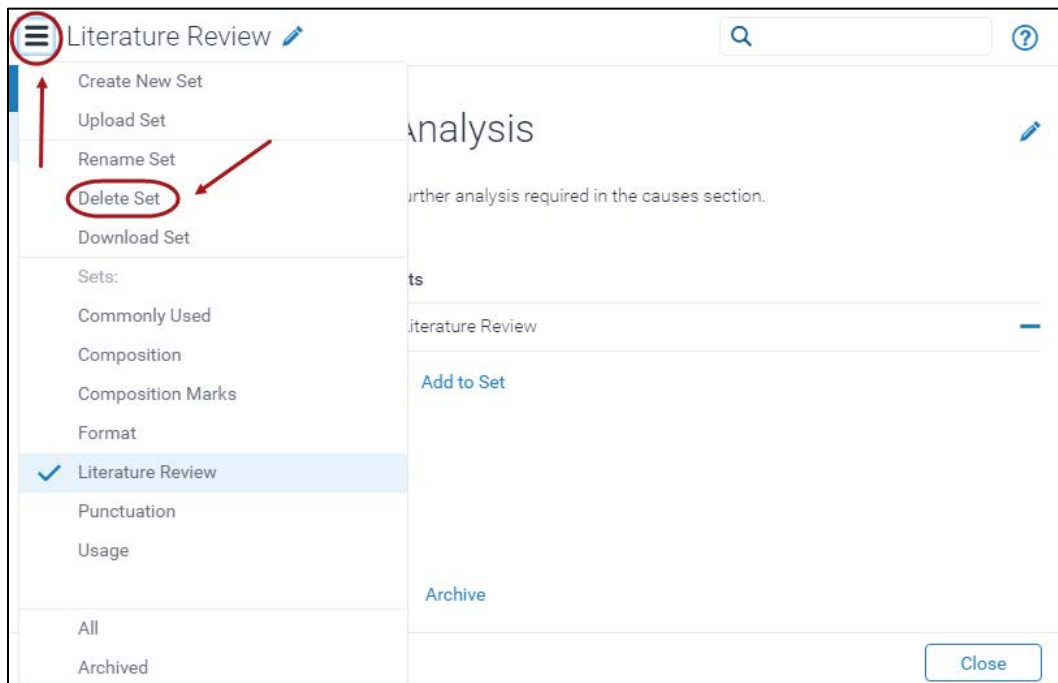 Literature Review
Create New Set
Upload Set
Rename Set
Delete Set
Download Set
Sets:
Commonly Used
Composition
Composition Marks
Format
Literature Review
Punctuation
Usage
All
Archived
Analysis
urther analysis required in the causes section.
ts
Literature Review
Add to Set
Archive
Close